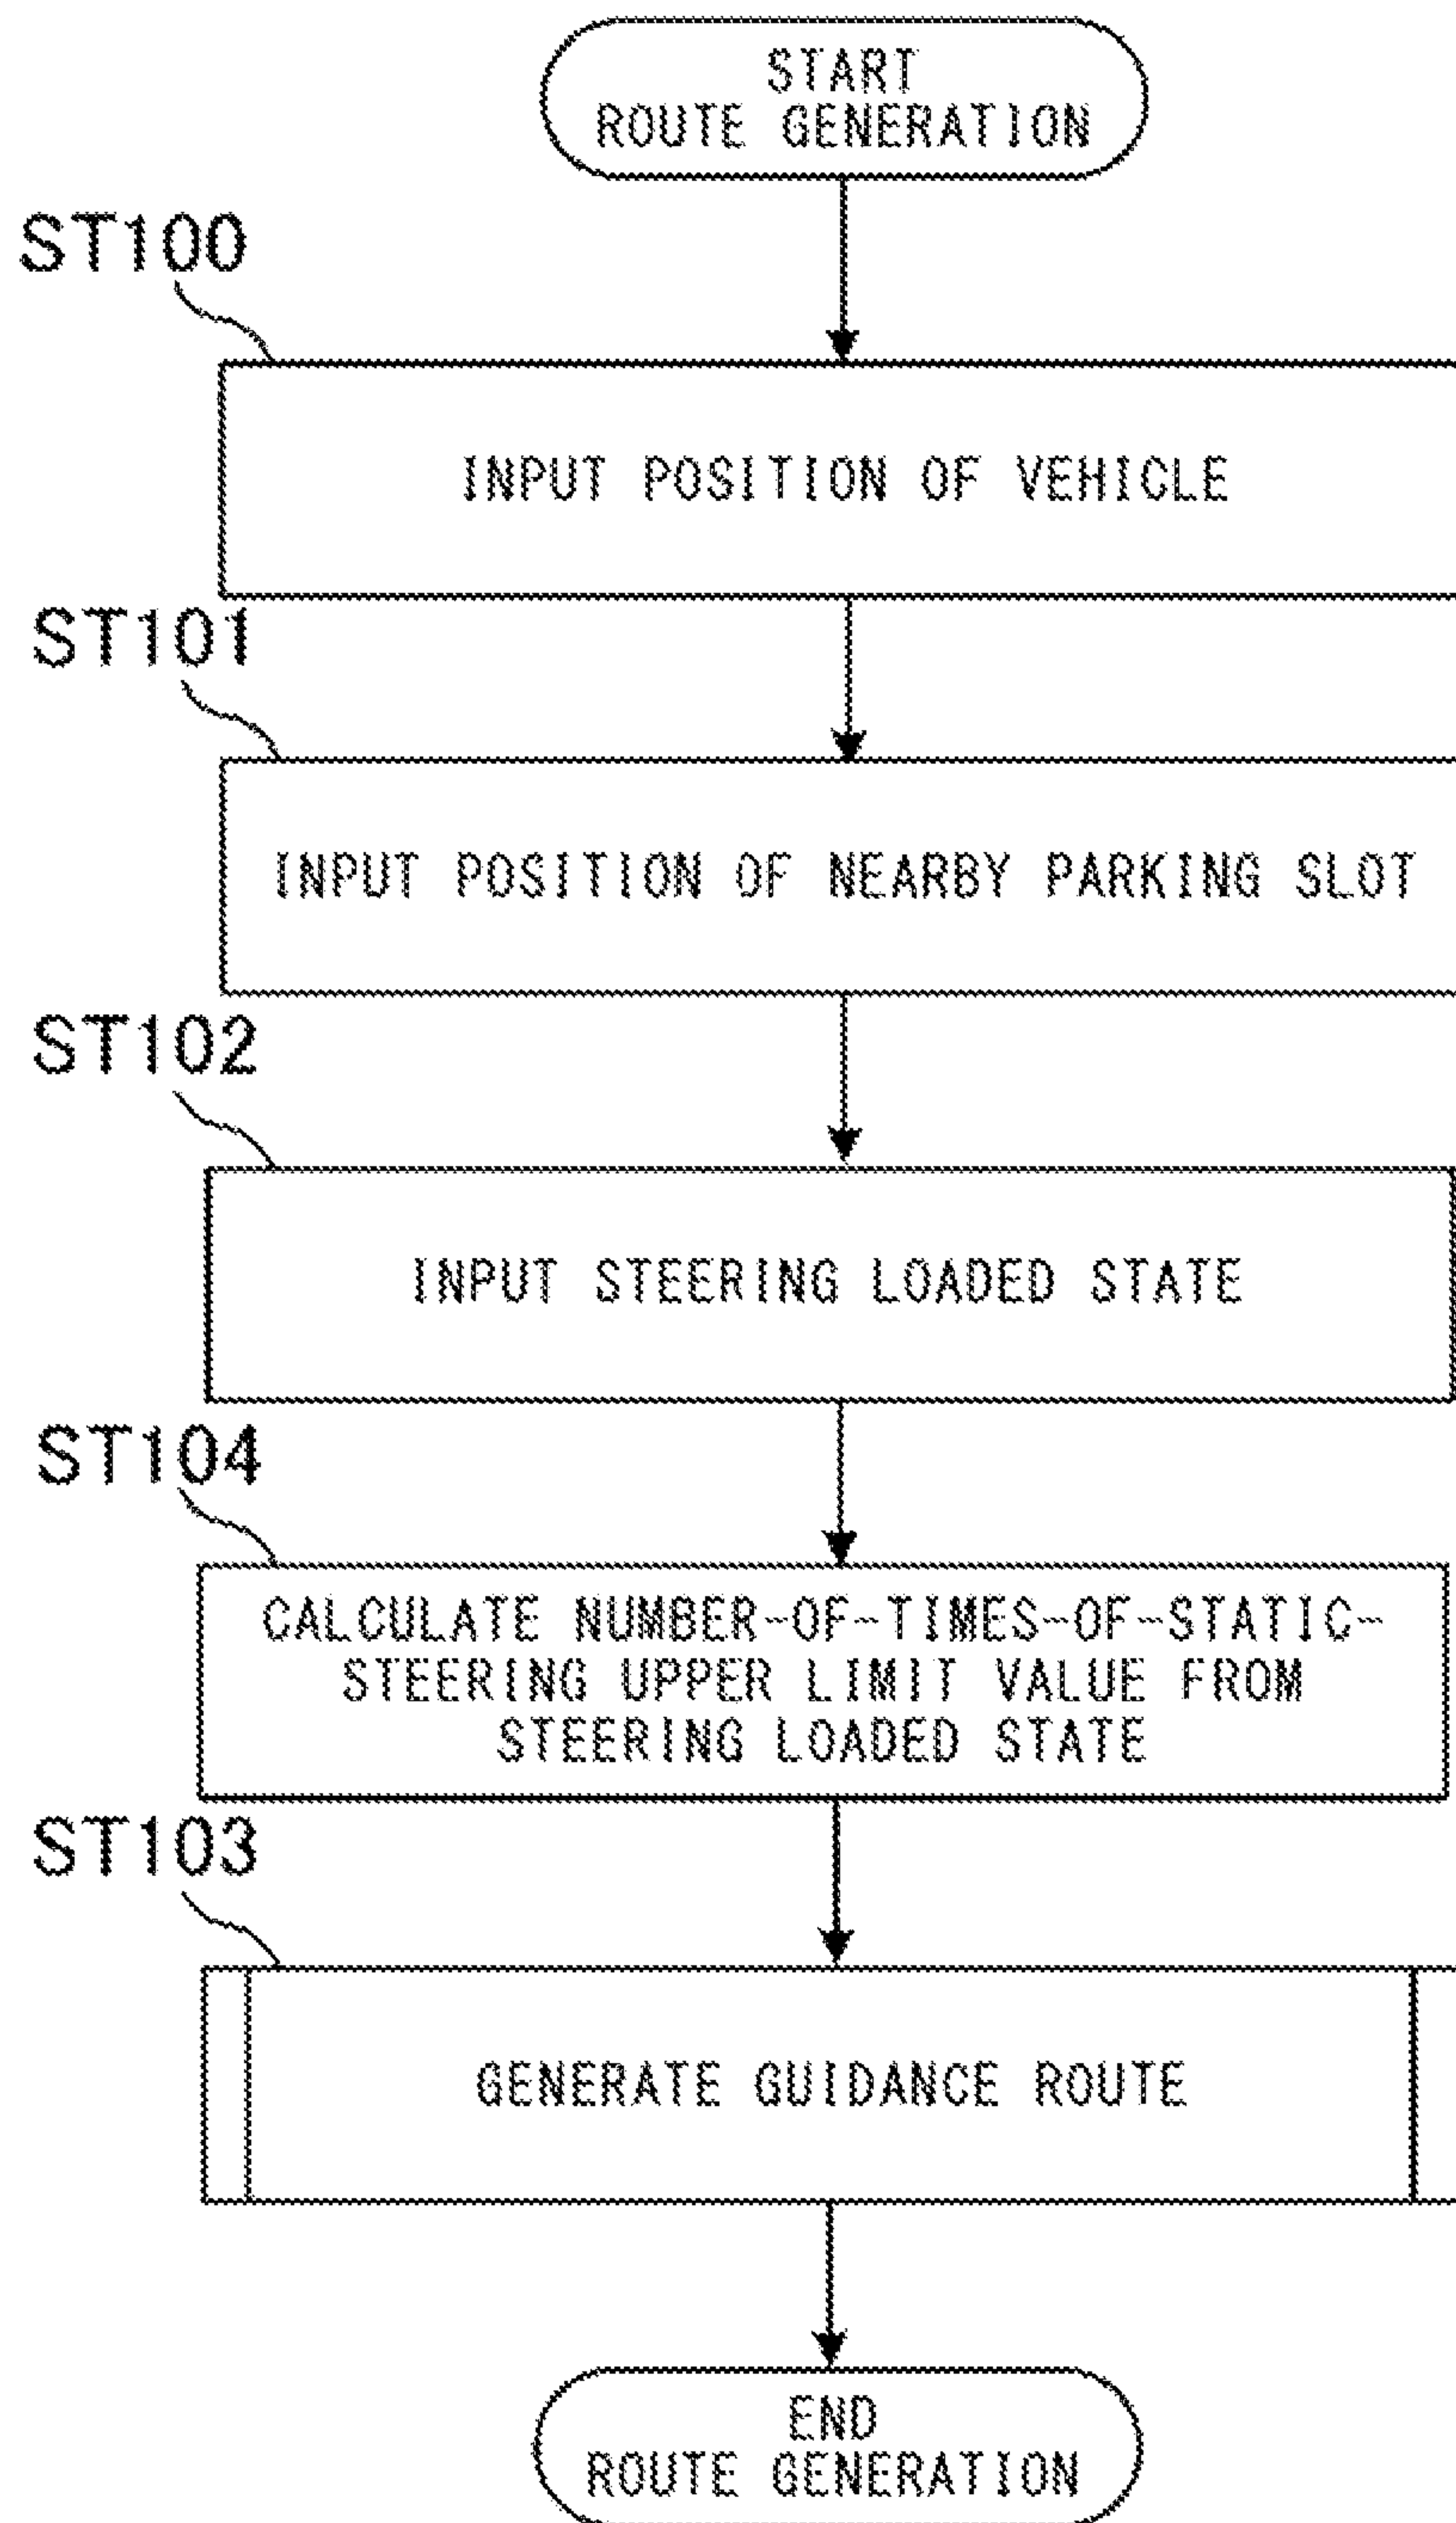 START
ROUTE GENERATION
ST100
INPUT POSITION OF VEHICLE
ST101
INPUT POSITION OF NEARBY PARKING SLOT
ST102
INPUT STEERING LOADED STATE
ST104
CALCULATE NUMBER-OF-TIMES-OF-STATIC-
STEERING UPPER LIMIT VALUE FROM
STEERING LOADED STATE
ST103
GENERATE GUIDANCE ROUTE
END
ROUTE GENERATION